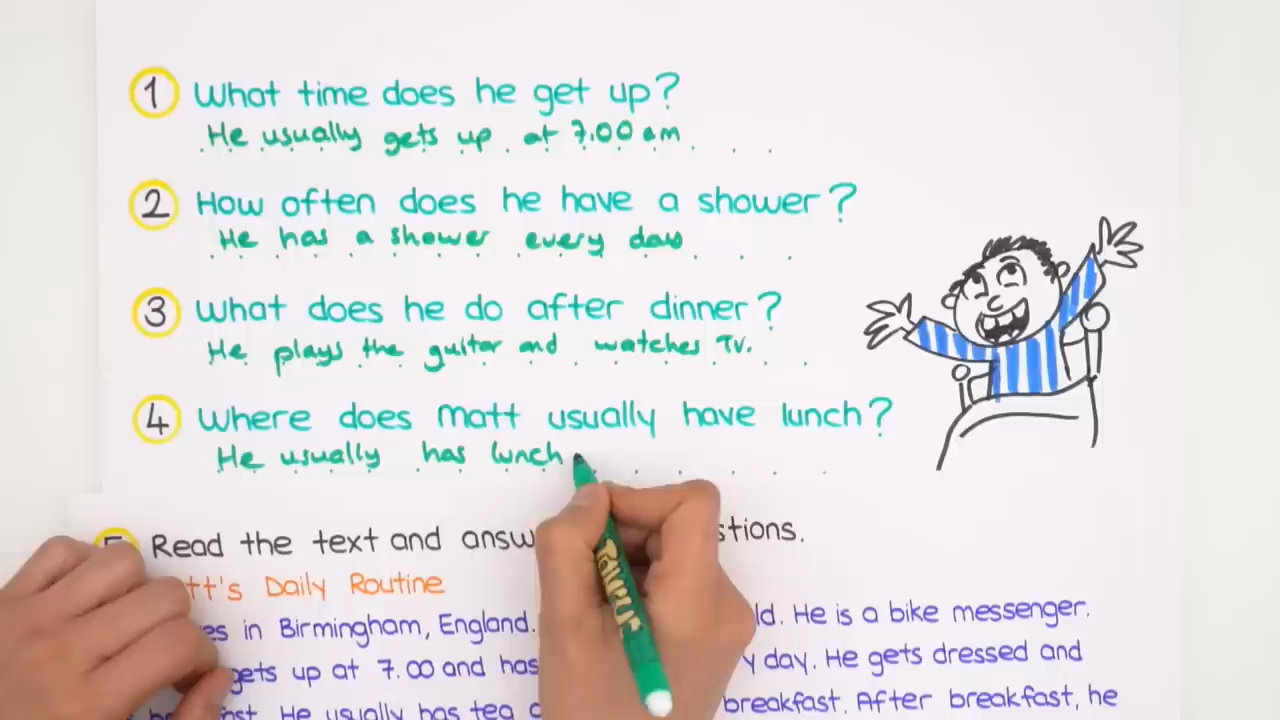 1 What time does he get up?
He usually gets up at 7.00 am
2 How often does he have a shower?
He has a shower every day
3 What does he do after dinner?
He plays the guitar and watches TV.
4 Where does Matt usually have lunch?
He usually has lunch
Read the text and answ stions.
tt's Daily Routine
es in Birmingham, England. ld. He is a bike messenger.
gets up at 7.00 and has y day. He gets dressed and
He usually has tea breakfast. After breakfast, he